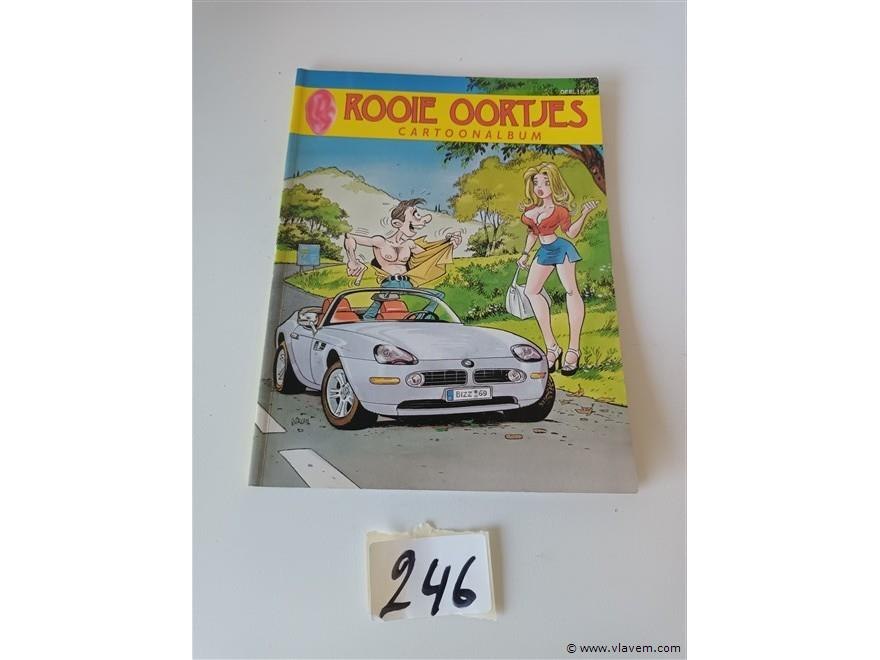 ROOIE OORTJES
CARTOONALBUM
BIZZ 69
246
© www.vlavem.com